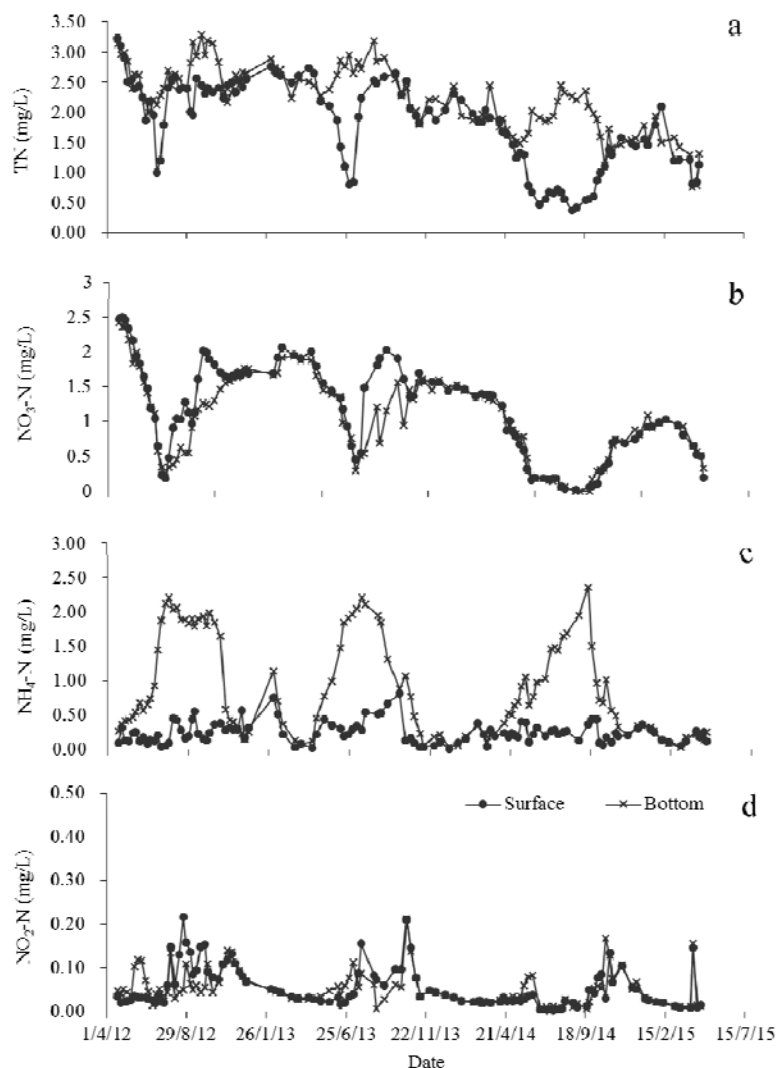 a
TN (mg/L)
3.50
3.00
2.50
2.00
1.50
1.00
0.50
0.00
b
NO3-N (mg/L)
3
2.5
2
1.5
1
0.5
0
c
NH4-N (mg/L)
3.00
2.50
2.00
1.50
1.00
0.50
0.00
d
Surface Bottom
NO2-N (mg/L)
0.50
0.40
0.30
0.20
0.10
0.00
1/4/12 29/8/12 26/1/13 25/6/13 22/11/13 21/4/14 18/9/14 15/2/15 15/7/15
Date